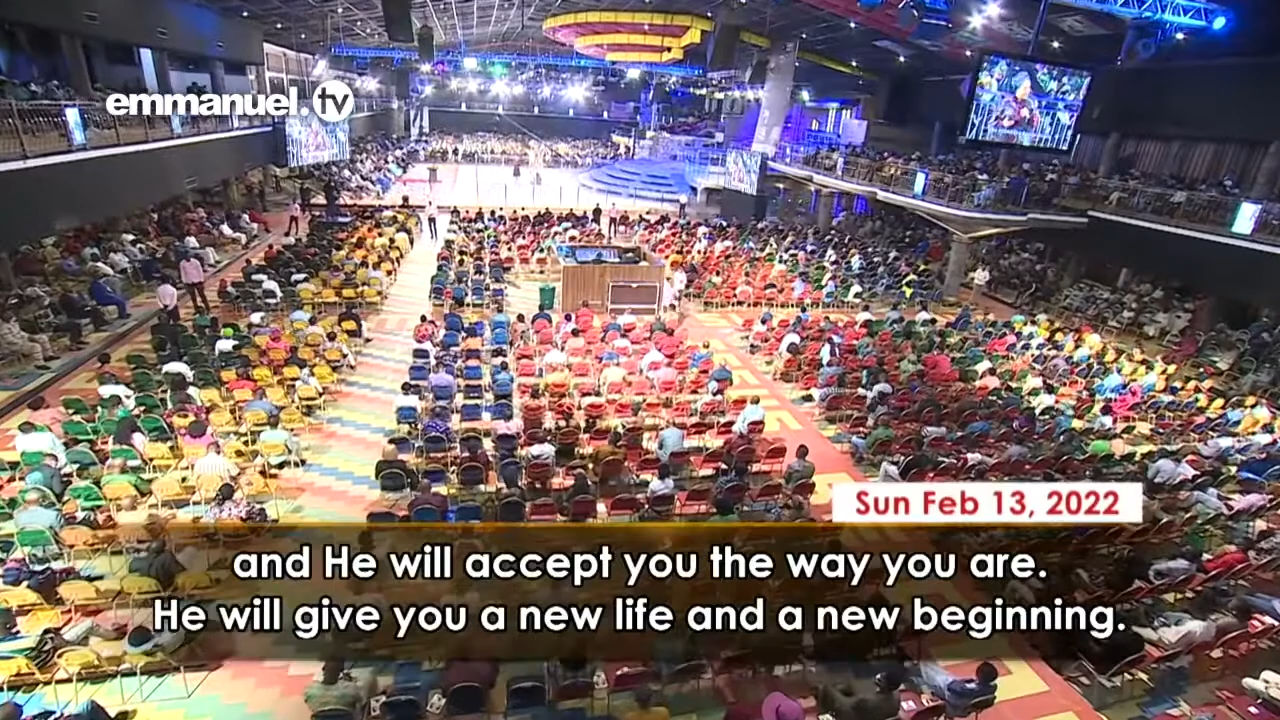 emmanuel.tv
Sun Feb 13, 2022
and He will accept you the way you are.
He will give you a new life and a new beginning.